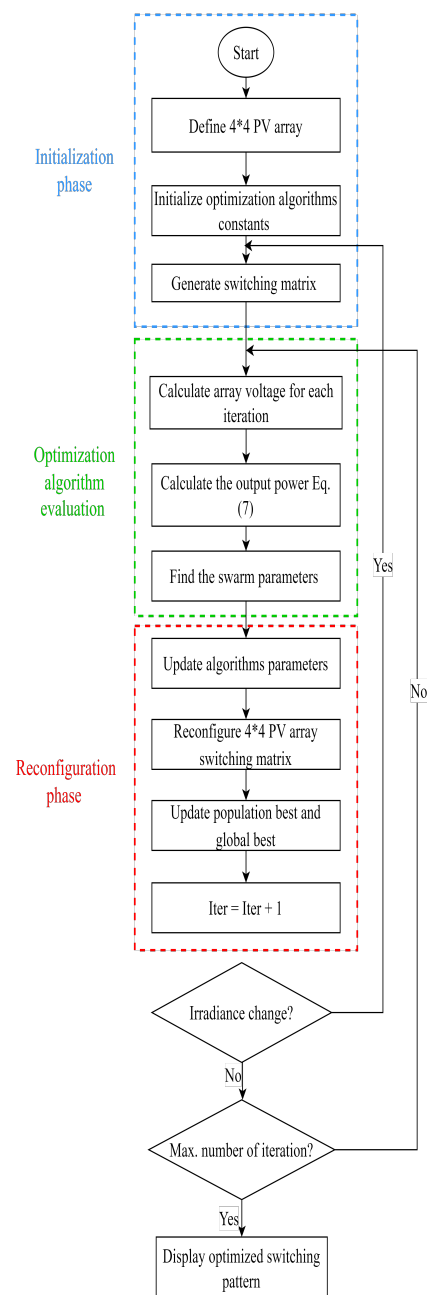 Start
Define 4*4 PV array
Initialization
phase
Initialize optimization algorithms
constants
Generate switching matrix
Calculate array voltage for each
iteration
Optimization
algorithm
evaluation
Calculate the output power Eq.
(7)
Find the swarm parameters
Yes
No
Update algorithms parameters
Reconfigure 4*4 PV array
switching matrix
Reconfiguration
phase
Update population best and
global best
Iter = Iter + 1
Irradiance change?
No
Max. number of iteration?
Yes
Display optimized switching
pattern